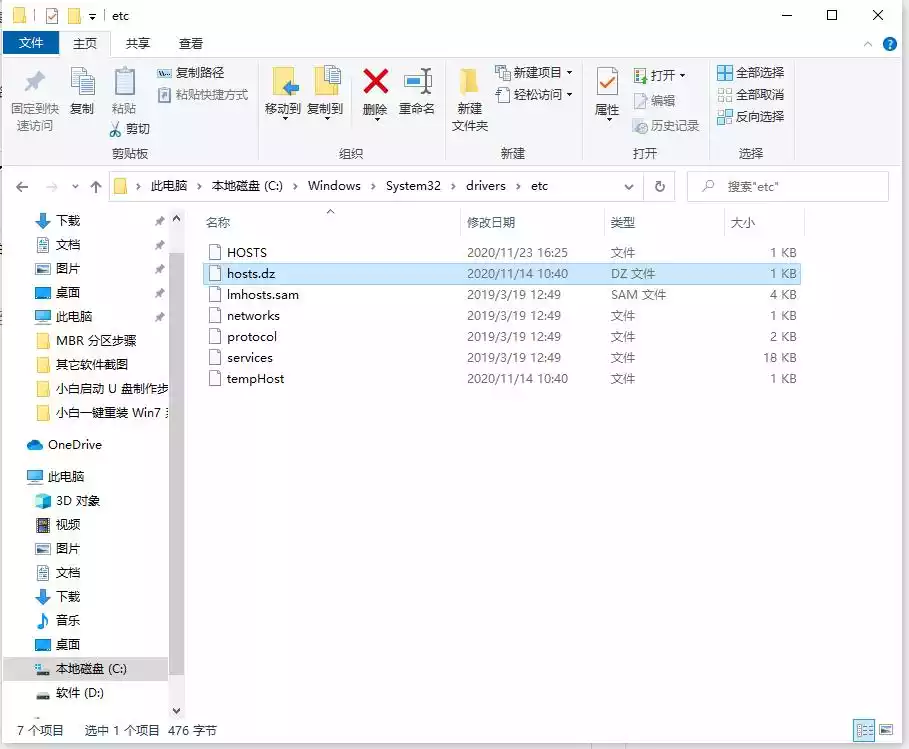 etc
文件 主页 共享 查看
固定到快速访问
复制
粘贴
复制路径
粘贴快捷方式
剪切
剪贴板
移动到
复制到
删除
重命名
组织
新建文件夹
新建项目
轻松访问
新建
属性
打开
编辑
历史记录
打开
全部选择
全部取消
反向选择
选择
此电脑 › 本地磁盘 (C:) › Windows › System32 › drivers › etc
搜索"etc"
下载
文档
图片
桌面
此电脑
MBR 分区步骤
其它软件截图
小白启动 U 盘制作步
小白一键重装 Win7
OneDrive
此电脑
3D 对象
视频
图片
文档
下载
音乐
桌面
本地磁盘 (C:)
软件 (D:)
名称 修改日期 类型 大小
HOSTS 2020/11/23 16:25 文件 1 KB
hosts.dz 2020/11/14 10:40 DZ 文件 1 KB
lmhosts.sam 2019/3/19 12:49 SAM 文件 4 KB
networks 2019/3/19 12:49 文件 1 KB
protocol 2019/3/19 12:49 文件 2 KB
services 2019/3/19 12:49 文件 18 KB
tempHost 2020/11/14 10:40 文件 1 KB
7 个项目 选中 1 个项目 476 字节